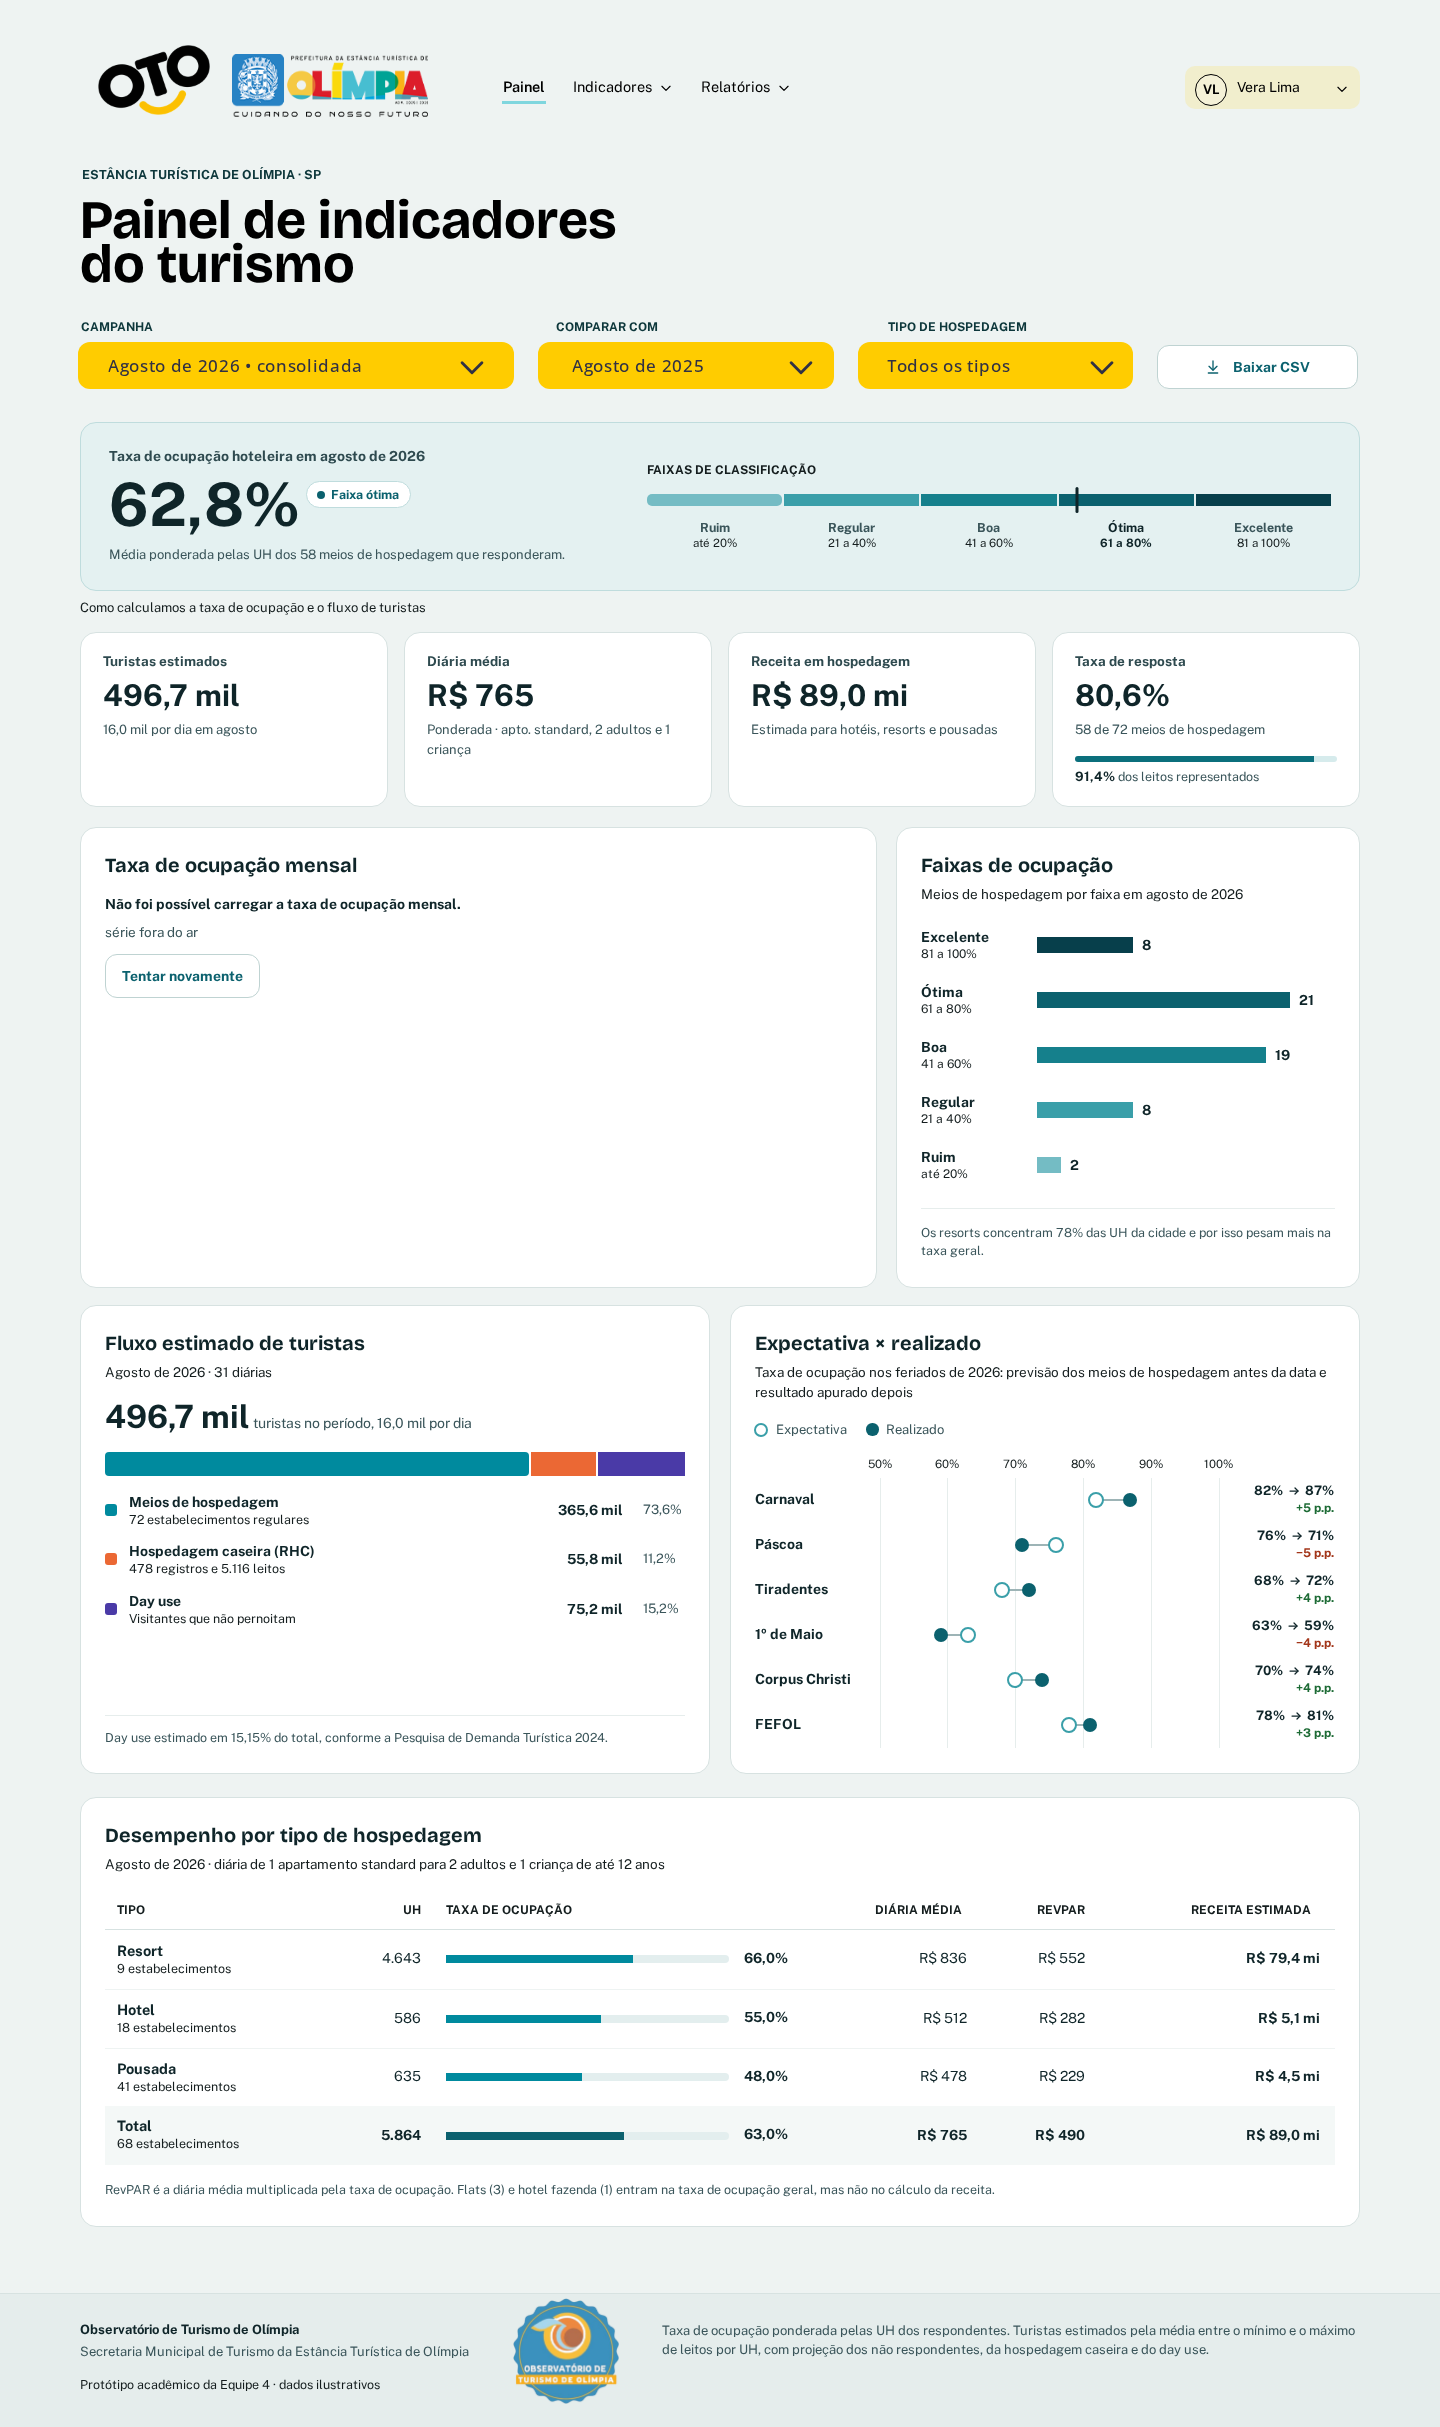 OTO
PREFEITURA DA ESTÂNCIA TURÍSTICA DE
OLÍMPIA
CUIDANDO DO NOSSO FUTURO
Painel
Indicadores
Relatórios
VL
Vera Lima
ESTÂNCIA TURÍSTICA DE OLÍMPIA · SP
Painel de indicadores
do turismo
CAMPANHA
COMPARAR COM
TIPO DE HOSPEDAGEM
Agosto de 2026 • consolidada
Agosto de 2025
Todos os tipos
Baixar CSV
Taxa de ocupação hoteleira em agosto de 2026
62,8%
Faixa ótima
Média ponderada pelas UH dos 58 meios de hospedagem que responderam.
FAIXAS DE CLASSIFICAÇÃO
Ruim
até 20%
Regular
21 a 40%
Boa
41 a 60%
Ótima
61 a 80%
Excelente
81 a 100%
Como calculamos a taxa de ocupação e o fluxo de turistas
Turistas estimados
496,7 mil
16,0 mil por dia em agosto
Diária média
R$ 765
Ponderada · apto. standard, 2 adultos e 1
criança
Receita em hospedagem
R$ 89,0 mi
Estimada para hotéis, resorts e pousadas
Taxa de resposta
80,6%
58 de 72 meios de hospedagem
91,4% dos leitos representados
Taxa de ocupação mensal
Não foi possível carregar a taxa de ocupação mensal.
série fora do ar
Tentar novamente
Faixas de ocupação
Meios de hospedagem por faixa em agosto de 2026
Excelente
81 a 100%
8
Ótima
61 a 80%
21
Boa
41 a 60%
19
Regular
21 a 40%
8
Ruim
até 20%
2
Os resorts concentram 78% das UH da cidade e por isso pesam mais na
taxa geral.
Fluxo estimado de turistas
Agosto de 2026 · 31 diárias
496,7 mil turistas no período, 16,0 mil por dia
Meios de hospedagem
72 estabelecimentos regulares
365,6 mil 73,6%
Hospedagem caseira (RHC)
478 registros e 5.116 leitos
55,8 mil 11,2%
Day use
Visitantes que não pernoitam
75,2 mil 15,2%
Day use estimado em 15,15% do total, conforme a Pesquisa de Demanda Turística 2024.
Expectativa × realizado
Taxa de ocupação nos feriados de 2026: previsão dos meios de hospedagem antes da data e
resultado apurado depois
Expectativa
Realizado
50% 60% 70% 80% 90% 100%
Carnaval
82% → 87%
+5 p.p.
Páscoa
76% → 71%
−5 p.p.
Tiradentes
68% → 72%
+4 p.p.
1º de Maio
63% → 59%
−4 p.p.
Corpus Christi
70% → 74%
+4 p.p.
FEFOL
78% → 81%
+3 p.p.
Desempenho por tipo de hospedagem
Agosto de 2026 · diária de 1 apartamento standard para 2 adultos e 1 criança de até 12 anos
TIPO UH TAXA DE OCUPAÇÃO DIÁRIA MÉDIA REVPAR RECEITA ESTIMADA
Resort
9 estabelecimentos
4.643 66,0% R$ 836 R$ 552 R$ 79,4 mi
Hotel
18 estabelecimentos
586 55,0% R$ 512 R$ 282 R$ 5,1 mi
Pousada
41 estabelecimentos
635 48,0% R$ 478 R$ 229 R$ 4,5 mi
Total
68 estabelecimentos
5.864 63,0% R$ 765 R$ 490 R$ 89,0 mi
RevPAR é a diária média multiplicada pela taxa de ocupação. Flats (3) e hotel fazenda (1) entram na taxa de ocupação geral, mas não no cálculo da receita.
Observatório de Turismo de Olímpia
Secretaria Municipal de Turismo da Estância Turística de Olímpia
Protótipo acadêmico da Equipe 4 · dados ilustrativos
OBSERVATÓRIO DE
TURISMO DE OLÍMPIA
Taxa de ocupação ponderada pelas UH dos respondentes. Turistas estimados pela média entre o mínimo e o máximo
de leitos por UH, com projeção dos não respondentes, da hospedagem caseira e do day use.